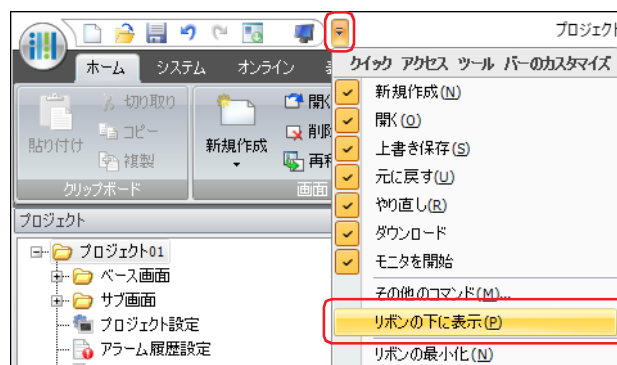 プロジェクト
ホーム システム オンライン
クイック アクセス ツール バーのカスタマイズ
貼り付け
切り取り
コピー
複製
クリップボード
新規作成
開く
削除
画面
新規作成(N)
開く(O)
上書き保存(S)
元に戻す(U)
やり直し(R)
ダウンロード
モニタを開始
その他のコマンド(M)...
リボンの下に表示(P)
リボンの最小化(N)
プロジェクト
プロジェクト01
ベース画面
サブ画面
プロジェクト設定
アラーム履歴設定